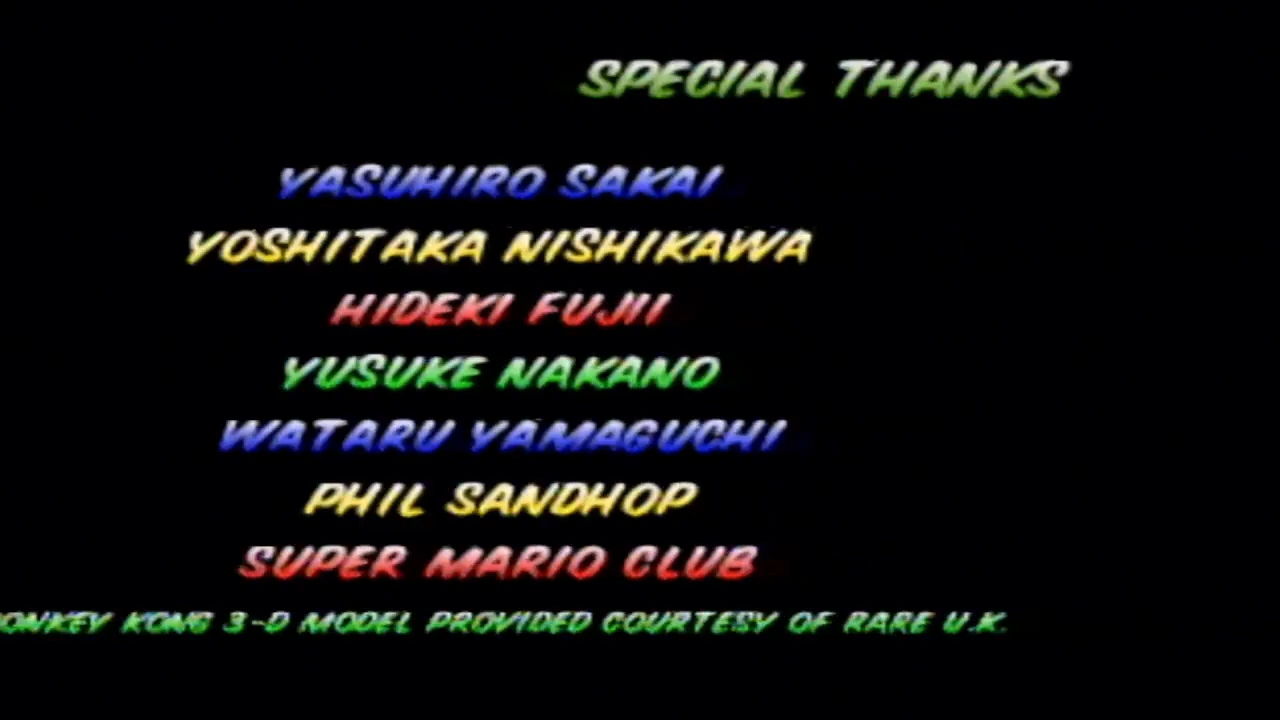 SPECIAL THANKS
YASUHIRO SAKAI
YOSHITAKA NISHIKAWA
HIDEKI FUJII
YUSUKE NAKANO
WATARU YAMAGUCHI
PHIL SANDHOP
SUPER MARIO CLUB
ONKEY KONG 3-D MODEL PROVIDED COURTESY OF RARE U.K.